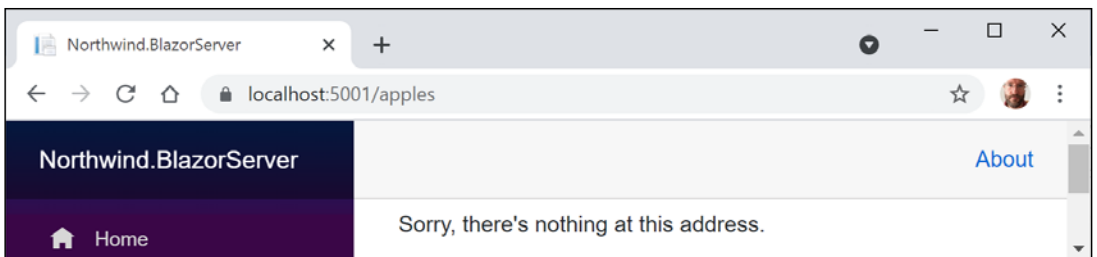 Northwind.BlazorServer
localhost:5001/apples
Northwind.BlazorServer
About
Home
Sorry, there's nothing at this address.